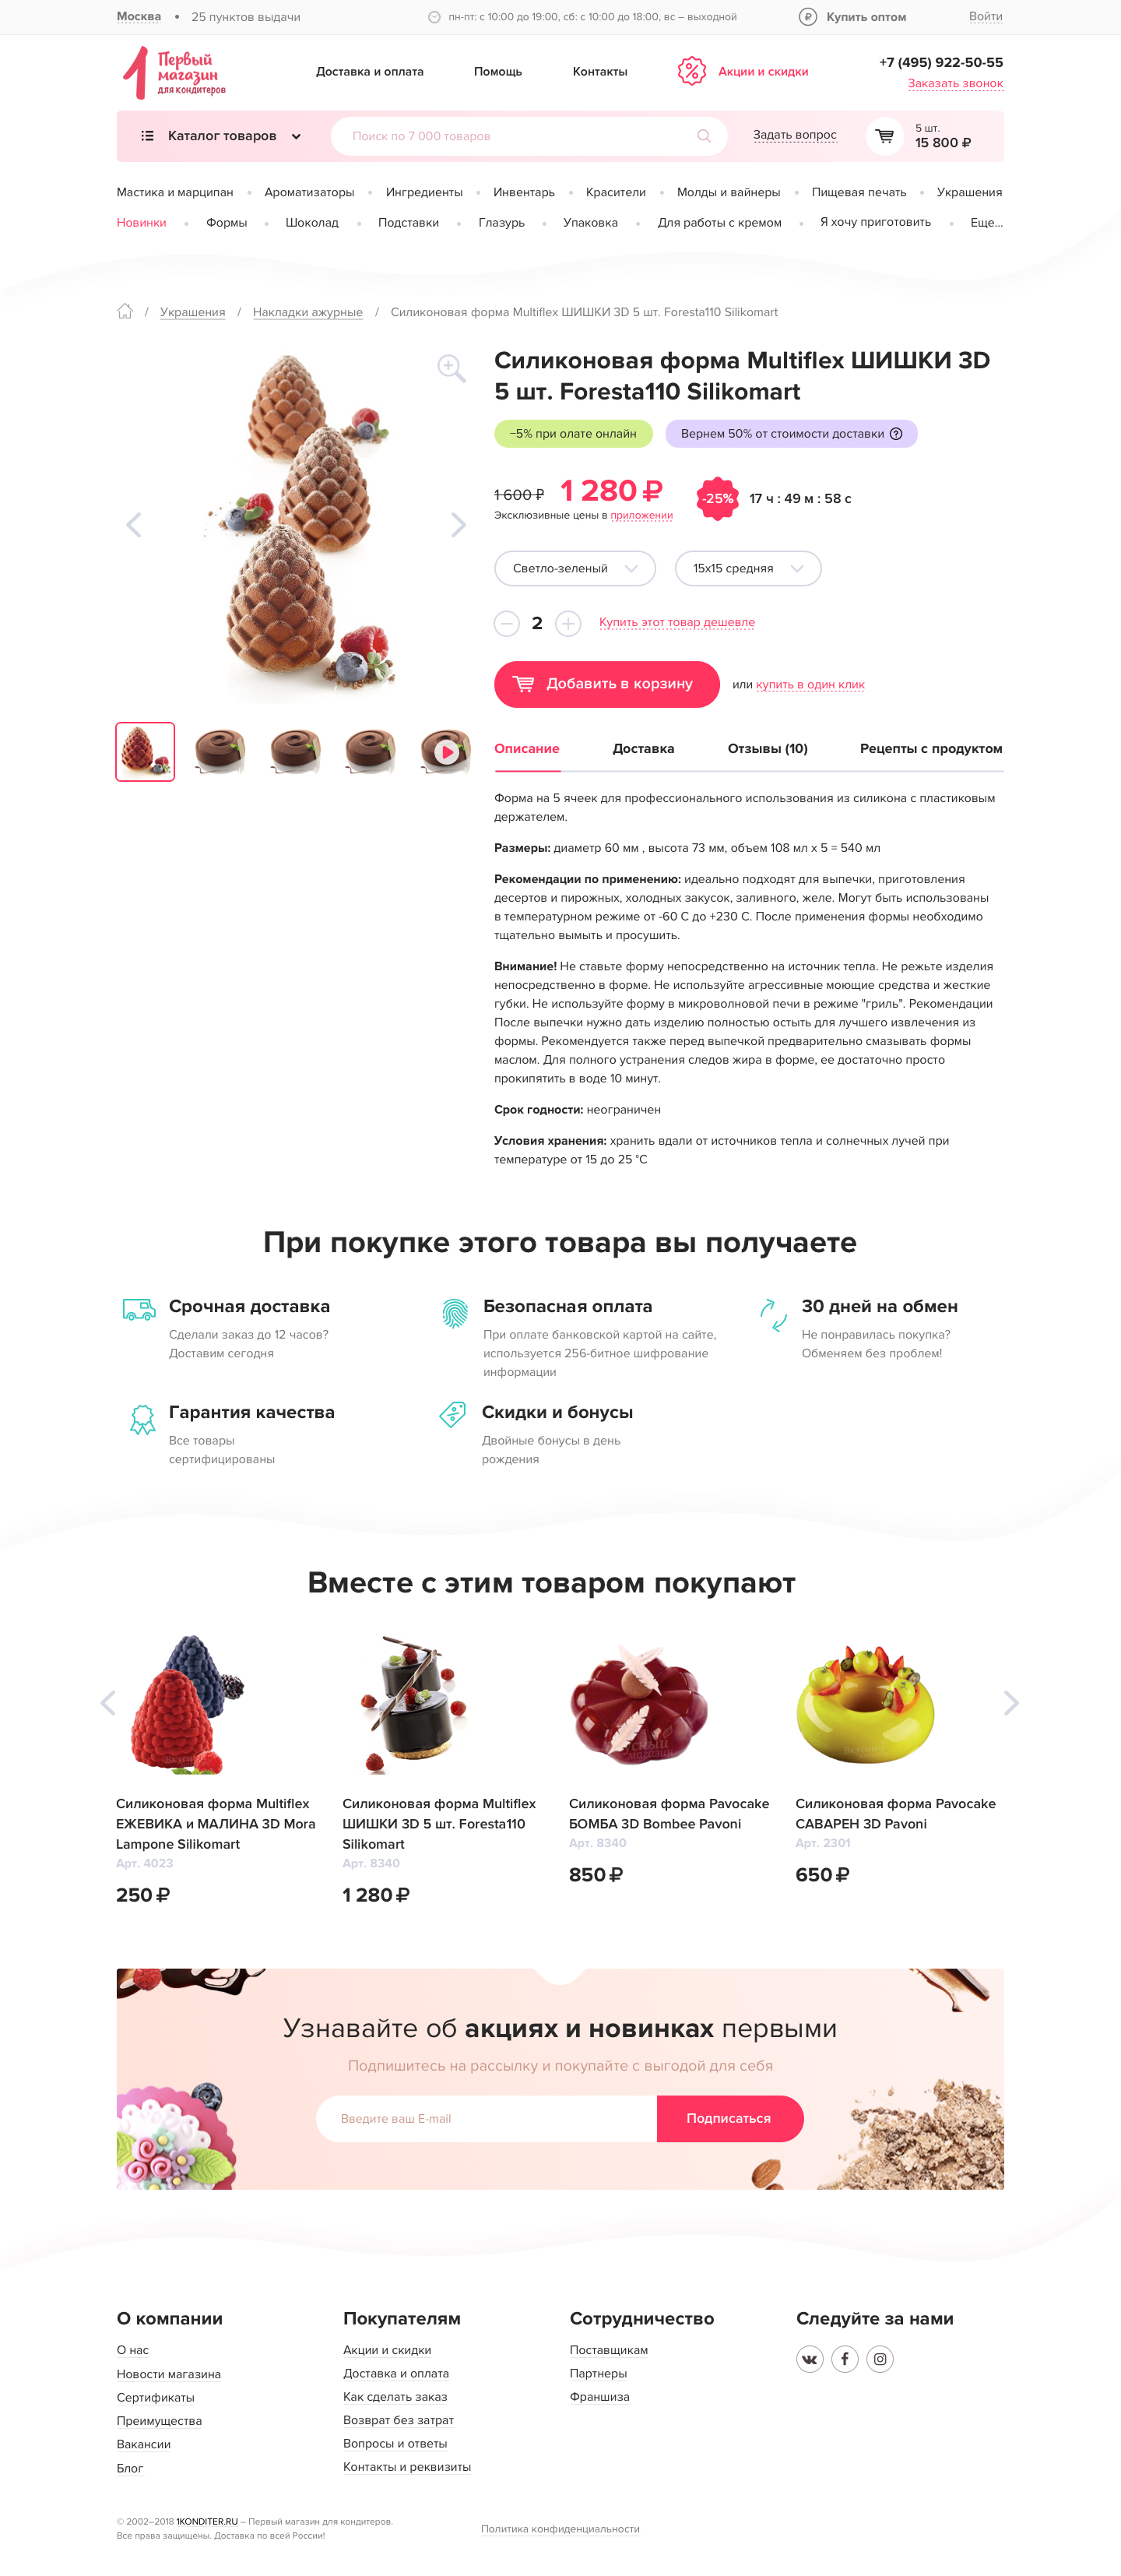 Москва • 25 пунктов выдачи
пн-пт: с 10:00 до 19:00, сб: с 10:00 до 18:00, вс – выходной
Купить оптом
Войти
1 Первый
магазин
для кондитеров
Доставка и оплата
Помощь
Контакты
Акции и скидки
+7 (495) 922-50-55
Заказать звонок
Каталог товаров
Поиск по 7 000 товаров
Задать вопрос
5 шт.
15 800 ₽
Мастика и марципан • Ароматизаторы • Ингредиенты • Инвентарь • Красители • Молды и вайнеры • Пищевая печать • Украшения
Новинки • Формы • Шоколад • Подставки • Глазурь • Упаковка • Для работы с кремом • Я хочу приготовить • Еще...
/ Украшения / Накладки ажурные / Силиконовая форма Multiflex ШИШКИ 3D 5 шт. Foresta110 Silikomart
Силиконовая форма Multiflex ШИШКИ 3D
5 шт. Foresta110 Silikomart
−5% при олате онлайн
Вернем 50% от стоимости доставки ?
1 600 ₽ 1 280 ₽
Эксклюзивные цены в приложении
-25%
17 ч : 49 м : 58 с
Светло-зеленый
15х15 средняя
2
Купить этот товар дешевле
Добавить в корзину
или купить в один клик
Описание
Доставка
Отзывы (10)
Рецепты с продуктом
Форма на 5 ячеек для профессионального использования из силикона с пластиковым
держателем.
Размеры: диаметр 60 мм , высота 73 мм, объем 108 мл х 5 = 540 мл
Рекомендации по применению: идеально подходят для выпечки, приготовления
десертов и пирожных, холодных закусок, заливного, желе. Могут быть использованы
в температурном режиме от -60 С до +230 С. После применения формы необходимо
тщательно вымыть и просушить.
Внимание! Не ставьте форму непосредственно на источник тепла. Не режьте изделия
непосредственно в форме. Не используйте агрессивные моющие средства и жесткие
губки. Не используйте форму в микроволновой печи в режиме "гриль". Рекомендации
После выпечки нужно дать изделию полностью остыть для лучшего извлечения из
формы. Рекомендуется также перед выпечкой предварительно смазывать формы
маслом. Для полного устранения следов жира в форме, ее достаточно просто
прокипятить в воде 10 минут.
Срок годности: неограничен
Условия хранения: хранить вдали от источников тепла и солнечных лучей при
температуре от 15 до 25 °С
При покупке этого товара вы получаете
Срочная доставка
Сделали заказ до 12 часов?
Доставим сегодня
Безопасная оплата
При оплате банковской картой на сайте,
используется 256-битное шифрование
информации
30 дней на обмен
Не понравилась покупка?
Обменяем без проблем!
Гарантия качества
Все товары
сертифицированы
Скидки и бонусы
Двойные бонусы в день
рождения
Вместе с этим товаром покупают
Силиконовая форма Multiflex
ЕЖЕВИКА и МАЛИНА 3D Mora
Lampone Silikomart
Арт. 4023
250 ₽
Силиконовая форма Multiflex
ШИШКИ 3D 5 шт. Foresta110
Silikomart
Арт. 8340
1 280 ₽
Силиконовая форма Pavocake
БОМБА 3D Bombee Pavoni
Арт. 8340
850 ₽
Силиконовая форма Pavocake
САВАРЕН 3D Pavoni
Арт. 2301
650 ₽
Узнавайте об акциях и новинках первыми
Подпишитесь на рассылку и покупайте с выгодой для себя
Введите ваш E-mail
Подписаться
О компании
О нас
Новости магазина
Сертификаты
Преимущества
Вакансии
Блог
Покупателям
Акции и скидки
Доставка и оплата
Как сделать заказ
Возврат без затрат
Вопросы и ответы
Контакты и реквизиты
Сотрудничество
Поставщикам
Партнеры
Франшиза
Следуйте за нами
© 2002–2018 1KONDITER.RU – Первый магазин для кондитеров.
Все права защищены. Доставка по всей России!
Политика конфиденциальности